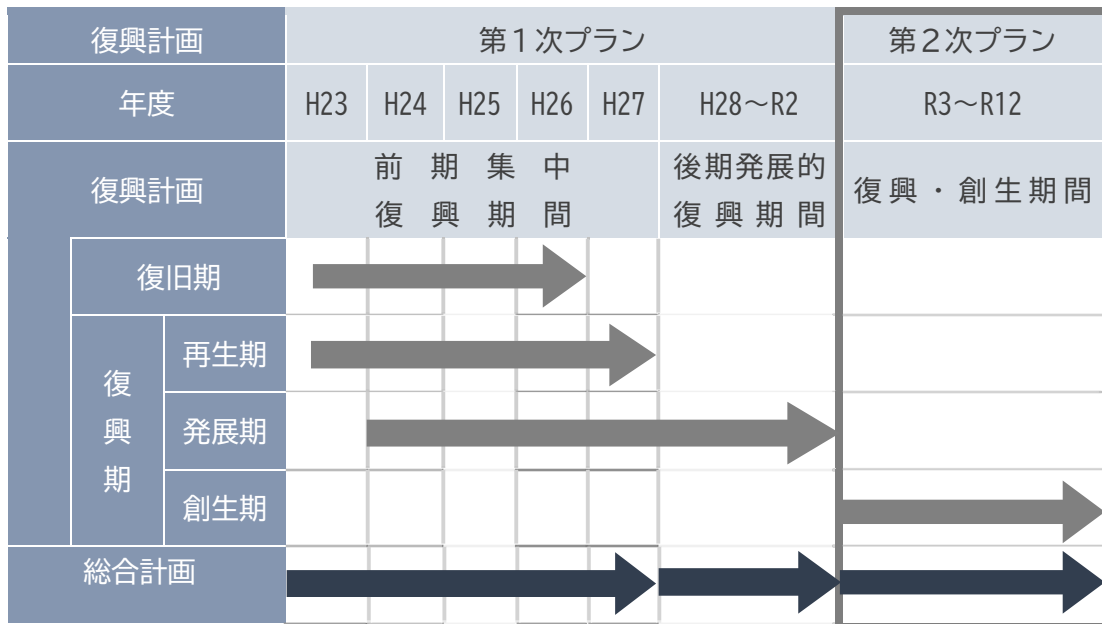 復興計画 第1次プラン 第2次プラン
年度 H23 H24 H25 H26 H27 H28～R2 R3～R12
復興計画
前期集中
復興期間
後期発展的
復興期間
復興・創生期間
復旧期
復興期
再生期
発展期
創生期
総合計画